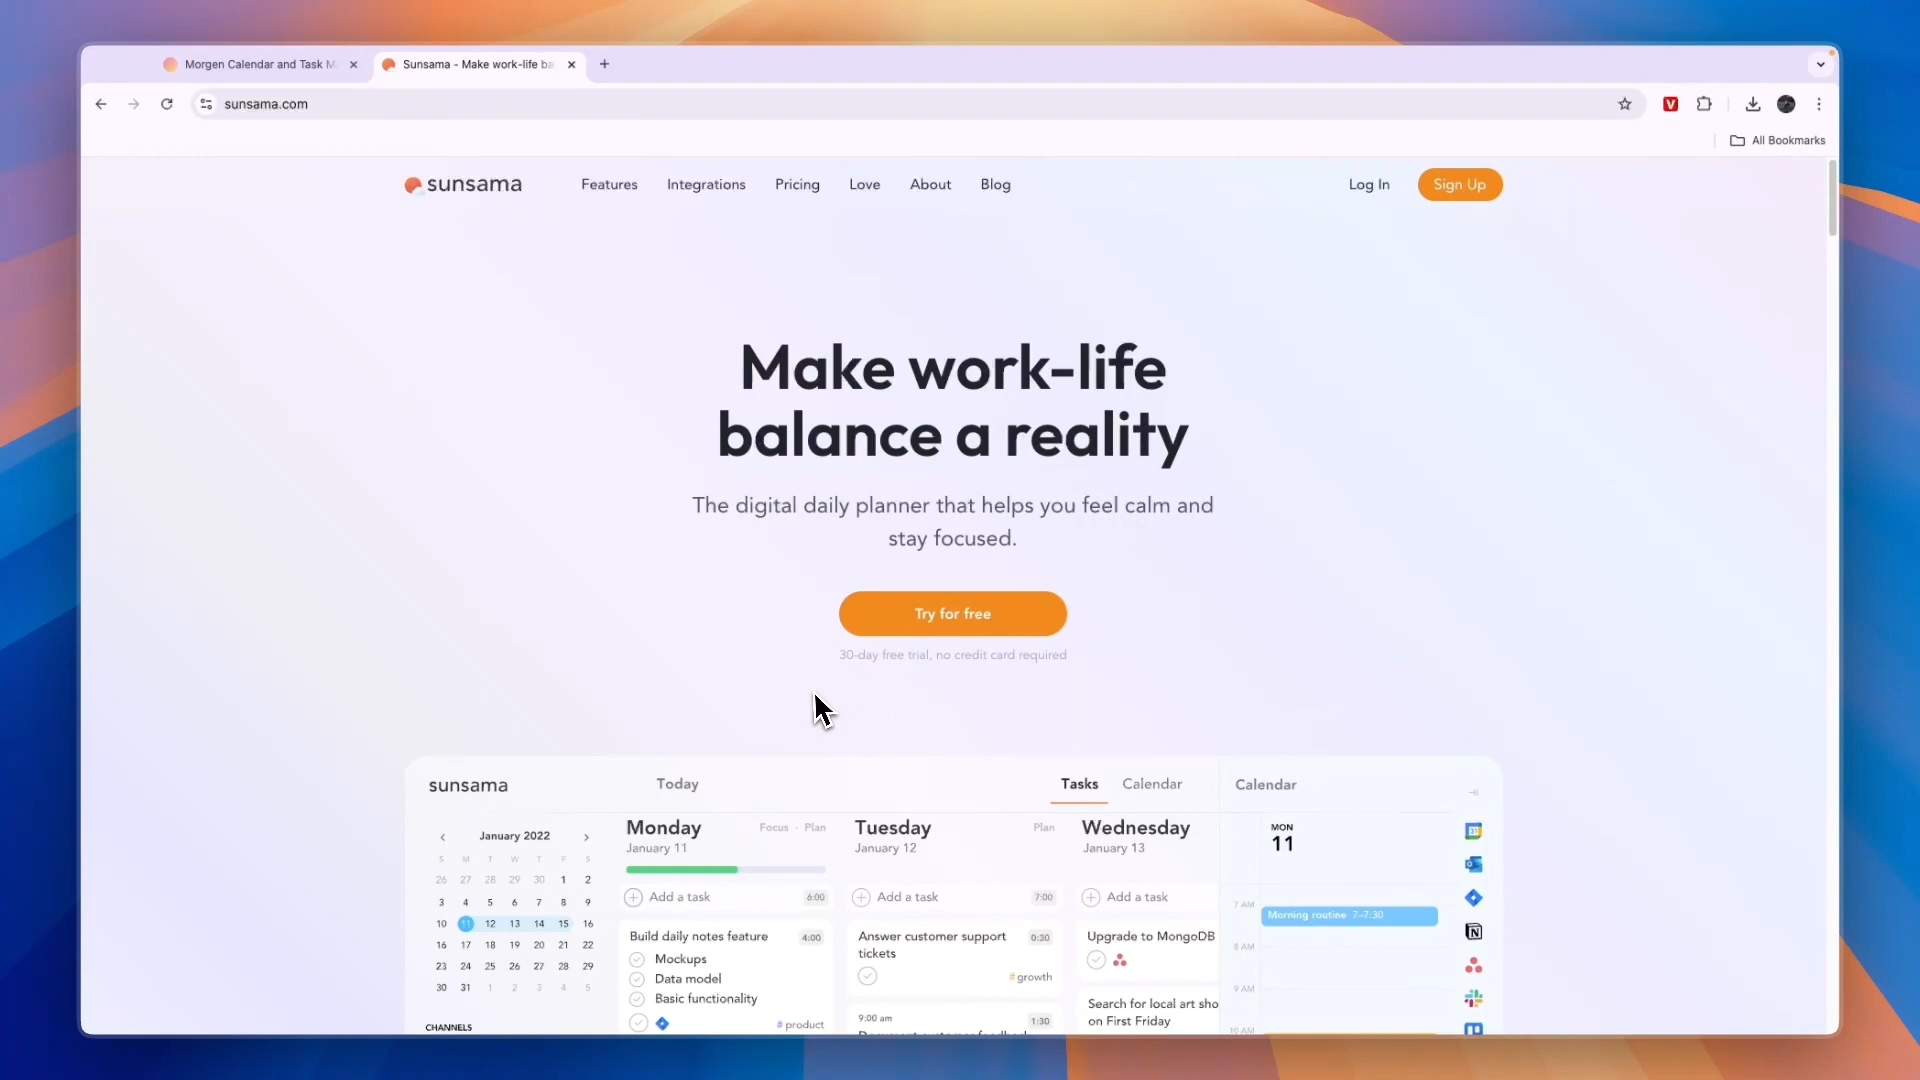 Morgen Calendar and Task M
Sunsama - Make work-life ba
sunsama.com
All Bookmarks
sunsama
Features
Integrations
Pricing
Love
About
Blog
Log In
Sign Up
Make work-life
balance a reality
The digital daily planner that helps you feel calm and
stay focused.
Try for free
30-day free trial, no credit card required
sunsama
Today
Tasks
Calendar
Calendar
January 2022
S M T W T F S
26 27 28 29 30 1 2
3 4 5 6 7 8 9
10 11 12 13 14 15 16
16 17 18 19 20 21 22
23 24 25 26 27 28 29
30 31 1 2 3 4 5
CHANNELS
Monday
Focus · Plan
January 11
Add a task
6:00
Build daily notes feature
4:00
Mockups
Data model
Basic functionality
# product
Tuesday
Plan
January 12
Add a task
7:00
Answer customer support
tickets
0:30
# growth
9:00 am
1:30
Wednesday
January 13
Add a task
Upgrade to MongoDB
Search for local art sho
on First Friday
MON
11
31
7 AM
Morning routine 7–7:30
8 AM
9 AM
10 AM